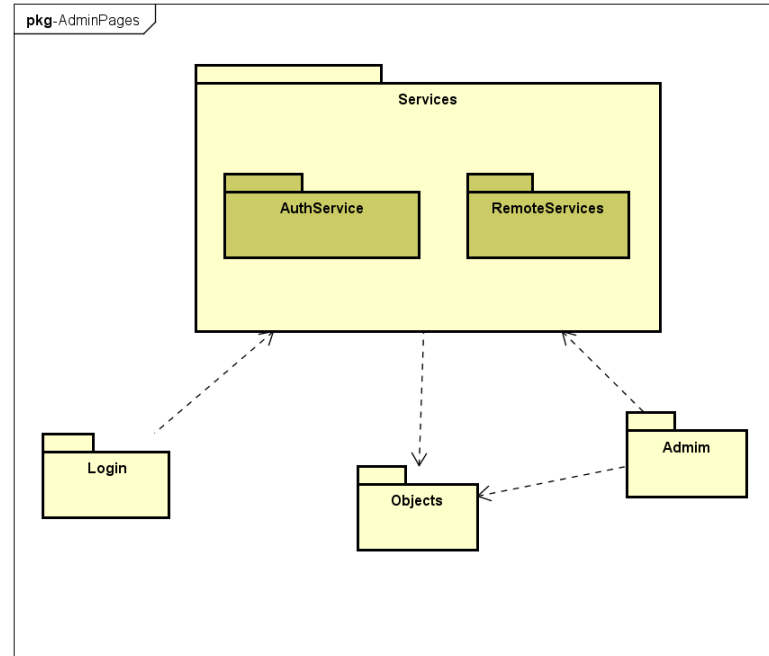 pkg-AdminPages
Services
AuthService
RemoteServices
Login
Objects
Admim